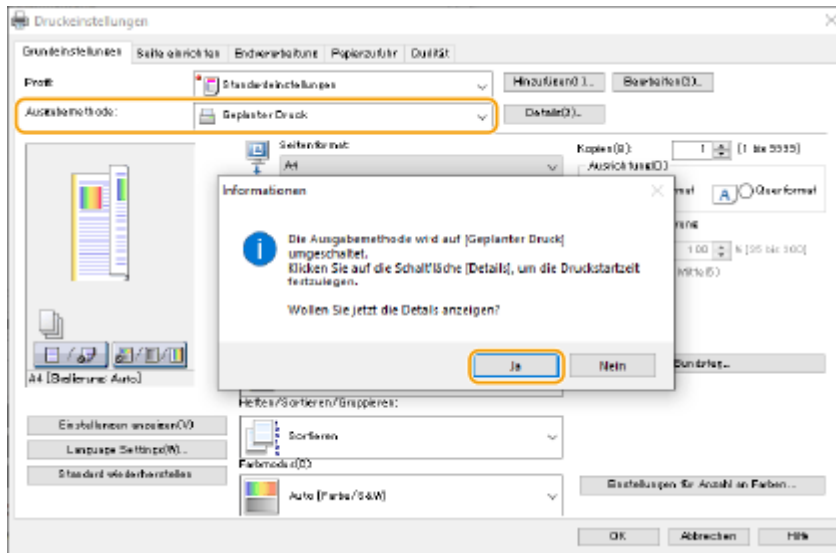 Druckeinstellungen
Grundeinstellungen Seite einrichten Endverarbeitung Papierzufuhr Qualität
Profil: Standardeinstellungen Hinzufügen(1)... Bearbeiten(2)...
Ausgabemethode: Geplanter Druck Details(3)...
Seitenformat:
A4
Kopien(8): 1 [1 bis 9999]
Ausrichtung(0)
A Querformat
100 % [25 bis 200]
Informationen
Die Ausgabemethode wird auf [Geplanter Druck]
umgeschaltet.
Klicken Sie auf die Schaltfläche [Details], um die Druckstartzeit
festzulegen.
Wollen Sie jetzt die Details anzeigen?
Ja Nein
A4 [Skalierung: Auto]
Bundsteg...
Heften/Sortieren/Gruppieren:
Einstellungen anzeigen(V)
Sortieren
Language Settings(W)...
Standard wiederherstellen
Farbmodus(0)
Auto [Farbe/S&W]
Einstellungen für Anzahl an Farben...
OK Abbrechen Hilfe